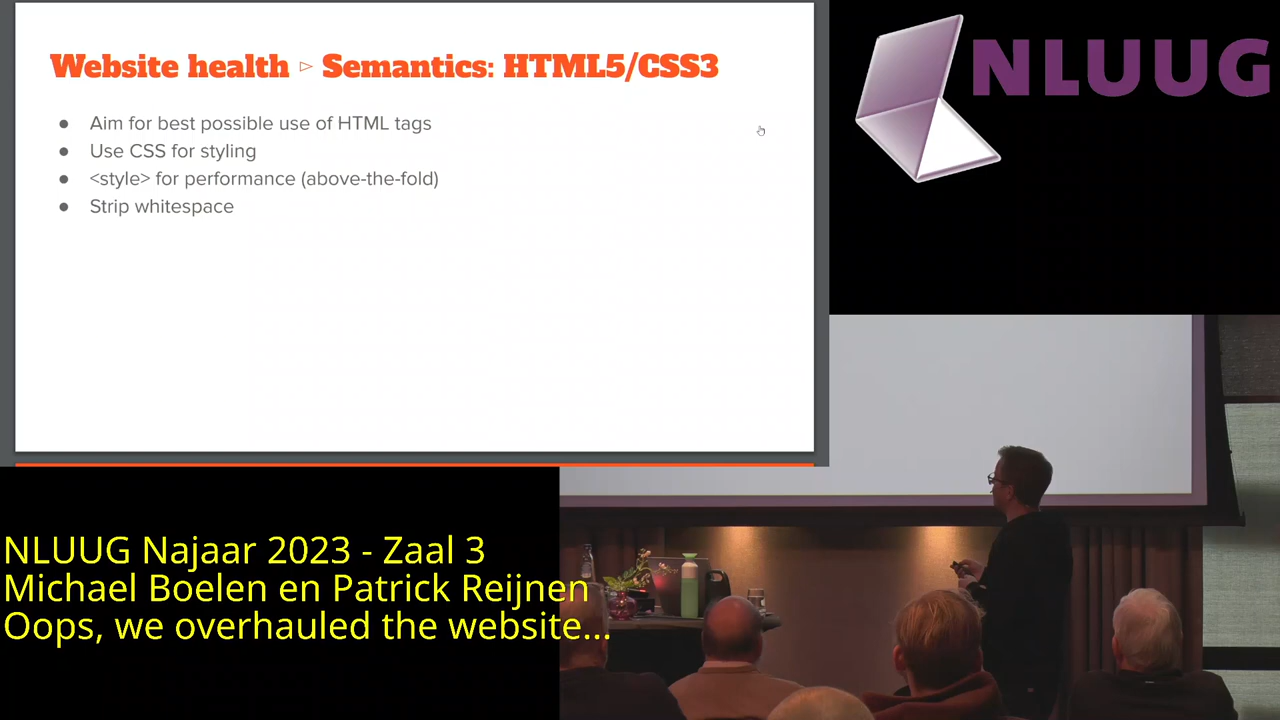 Website health ▹ Semantics: HTML5/CSS3
● Aim for best possible use of HTML tags
● Use CSS for styling
● <style> for performance (above-the-fold)
● Strip whitespace
NLUUG
NLUUG Najaar 2023 - Zaal 3
Michael Boelen en Patrick Reijnen
Oops, we overhauled the website...